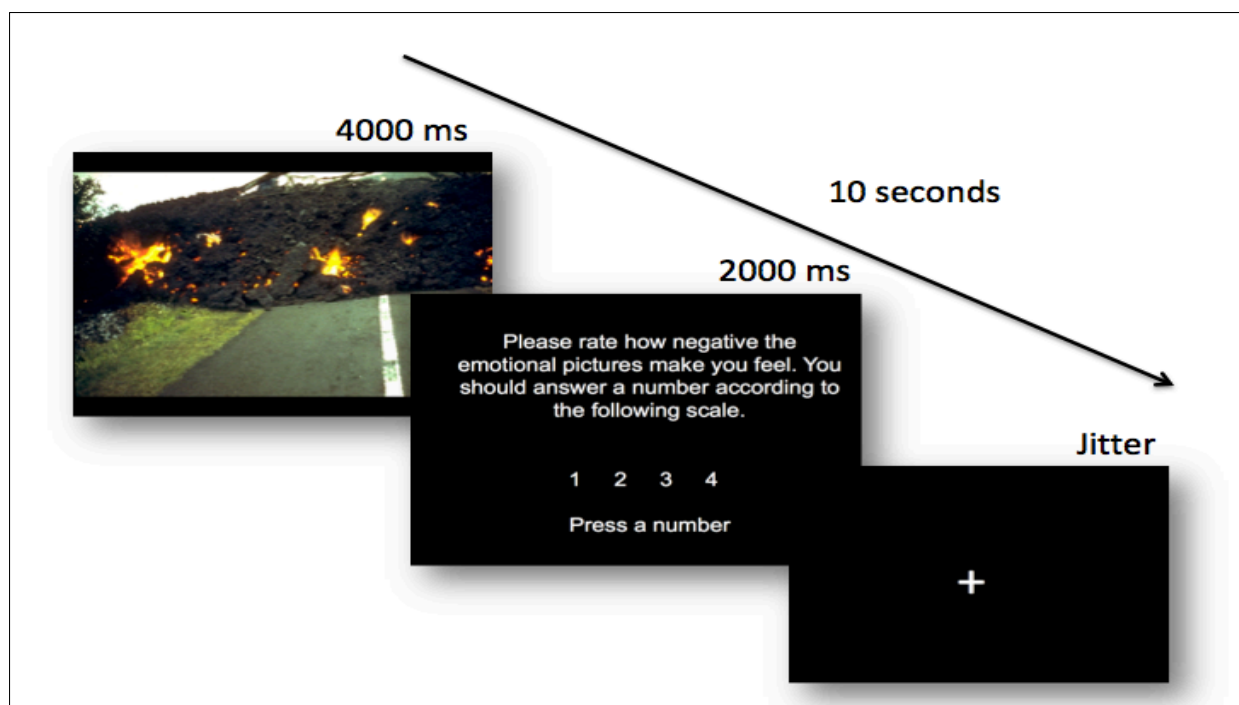 4000 ms
10 seconds
2000 ms
Please rate how negative the
emotional pictures make you feel. You
should answer a number according to
the following scale.
1 2 3 4
Press a number
Jitter
+